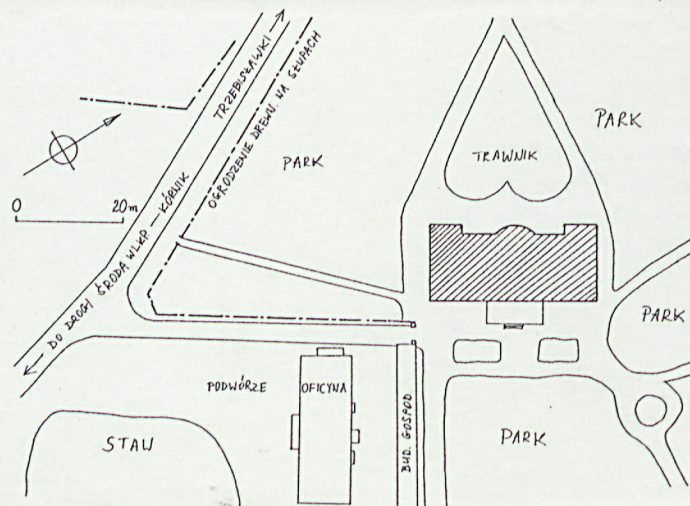 TRZEBISŁAWKI
OGRODZENIE DREWN. NA SŁUPACH
PARK
PARK
TRAWNIK
0 20m
DO DROGI ŚRODA WLKP — KÓRNIK
PARK
PODWÓRZE
OFICYNA
BUD. GOSPOD
STAW
PARK